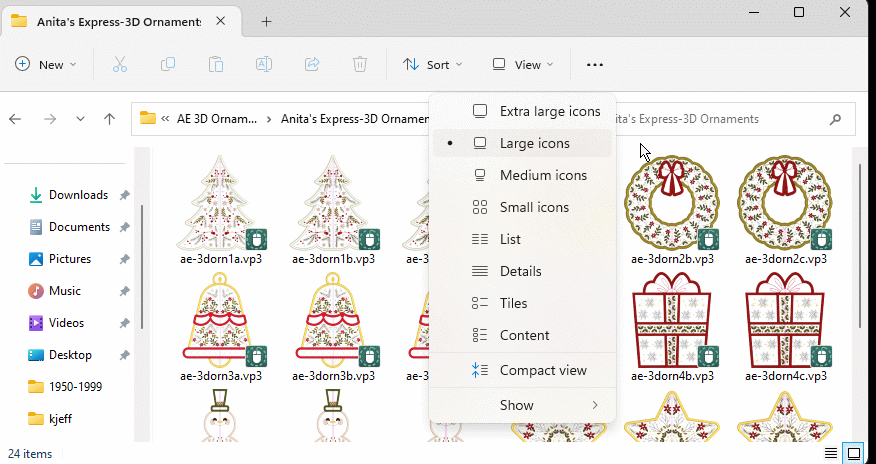 Anita's Express-3D Ornaments
New
Sort
View
AE 3D Ornam...
Anita's Express-3D Ornamen
ita's Express-3D Ornaments
Extra large icons
Large icons
Medium icons
Small icons
List
Details
Tiles
Content
Compact view
Show
Downloads
Documents
Pictures
Music
Videos
Desktop
1950-1999
kjeff
ae-3dorn1a.vp3
ae-3dorn1b.vp3
ae-3
ae-3dorn2b.vp3
ae-3dorn2c.vp3
ae-3dorn3a.vp3
ae-3dorn3b.vp3
ae-3
ae-3dorn4b.vp3
ae-3dorn4c.vp3
24 items